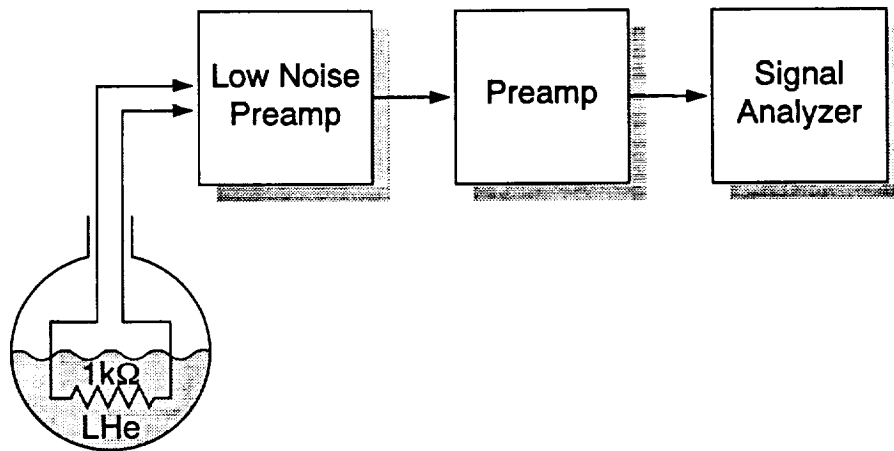 Low Noise
Preamp
Preamp
Signal
Analyzer
1kΩ
LHe